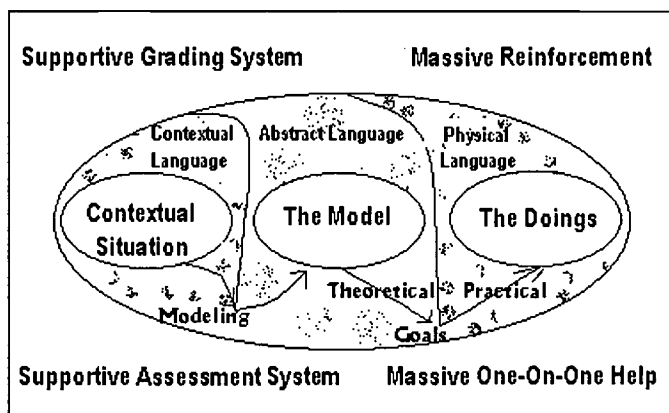 Supportive Grading System
Massive Reinforcement
Contextual
Language
Abstract Language
Physical
Language
Contextual
Situation
The Model
The Doings
Modeling
Theoretical
Practical
Goals
Supportive Assessment System
Massive One-On-One Help